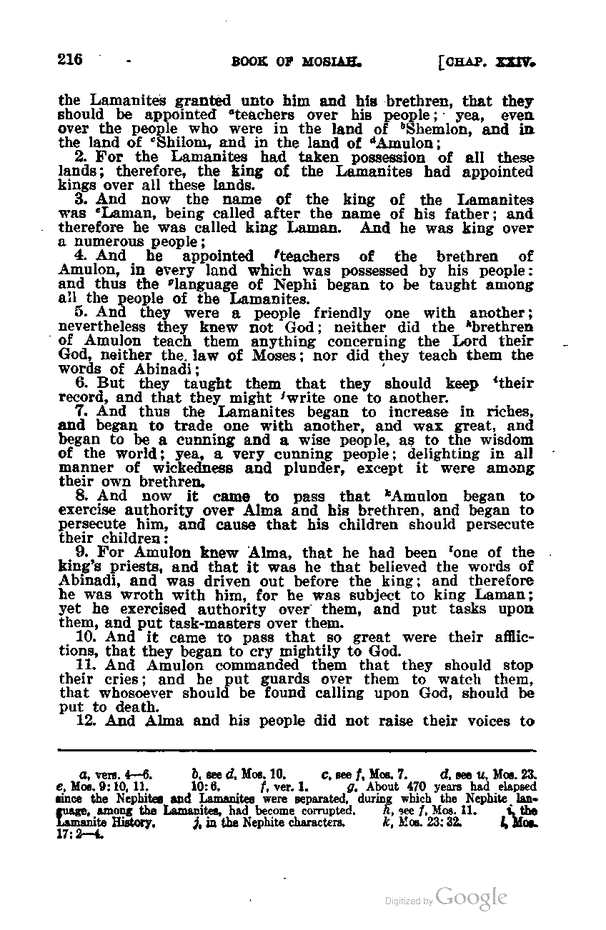 216 BOOK OF MOSIAH. [CHAP. XXIV.
the Lamanites granted unto him and his brethren, that they
should be appointed ᵃteachers over his people; yea, even
over the people who were in the land of ᵇShemlon, and in
the land of ᶜShilom, and in the land of ᵈAmulon;
2. For the Lamanites had taken possession of all these
lands; therefore, the king of the Lamanites had appointed
kings over all these lands.
3. And now the name of the king of the Lamanites
was ᵉLaman, being called after the name of his father; and
therefore he was called king Laman. And he was king over
a numerous people;
4. And he appointed ᶠteachers of the brethren of
Amulon, in every land which was possessed by his people:
and thus the ᵍlanguage of Nephi began to be taught among
all the people of the Lamanites.
5. And they were a people friendly one with another;
nevertheless they knew not God; neither did the ʰbrethren
of Amulon teach them anything concerning the Lord their
God, neither the law of Moses; nor did they teach them the
words of Abinadi;
6. But they taught them that they should keep ⁱtheir
record, and that they might ʲwrite one to another.
7. And thus the Lamanites began to increase in riches,
and began to trade one with another, and wax great, and
began to be a cunning and a wise people, as to the wisdom
of the world; yea, a very cunning people; delighting in all
manner of wickedness and plunder, except it were among
their own brethren.
8. And now it came to pass that ᵏAmulon began to
exercise authority over Alma and his brethren, and began to
persecute him, and cause that his children should persecute
their children:
9. For Amulon knew Alma, that he had been ˡone of the
king's priests, and that it was he that believed the words of
Abinadi, and was driven out before the king; and therefore
he was wroth with him, for he was subject to king Laman;
yet he exercised authority over them, and put tasks upon
them, and put task-masters over them.
10. And it came to pass that so great were their afflic-
tions, that they began to cry mightily to God.
11. And Amulon commanded them that they should stop
their cries; and he put guards over them to watch them,
that whosoever should be found calling upon God, should be
put to death.
12. And Alma and his people did not raise their voices to
a, vers. 4—6. b, see d, Mos. 10. c, see f, Mos. 7. d, see u, Mos. 23.
e, Mos. 9:10, 11. 10:6. f, ver. 1. g. About 470 years had elapsed
since the Nephites and Lamanites were separated, during which the Nephite lan-
guage, among the Lamanites, had become corrupted. h, see f, Mos. 11. i, the
Lamanite History. j, in the Nephite characters. k, Mos. 23:32. l, Mos.
17:2—4.
Digitized by Google